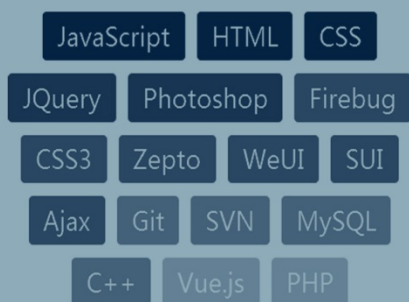 JavaScript HTML CSS
JQuery Photoshop Firebug
CSS3 Zepto WeUI SUI
Ajax Git SVN MySQL
C++ Vue.js PHP